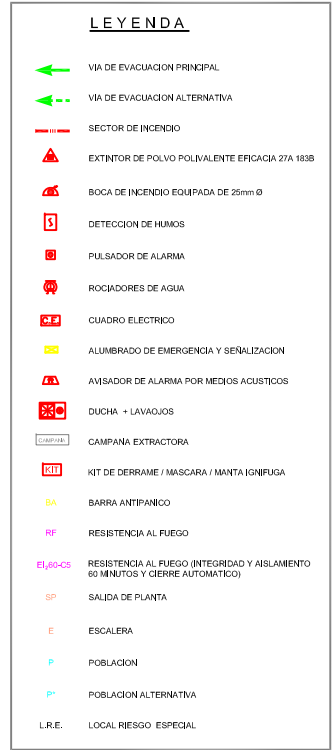 LEYENDA
VIA DE EVACUACION PRINCIPAL
VIA DE EVACUACION ALTERNATIVA
SECTOR DE INCENDIO
EXTINTOR DE POLVO POLIVALENTE EFICACIA 27A 183B
BOCA DE INCENDIO EQUIPADA DE 25mm Ø
DETECCION DE HUMOS
PULSADOR DE ALARMA
ROCIADORES DE AGUA
C.E. CUADRO ELECTRICO
ALUMBRADO DE EMERGENCIA Y SEÑALIZACION
AVISADOR DE ALARMA POR MEDIOS ACUSTICOS
DUCHA + LAVAOJOS
CAMPANA CAMPANA EXTRACTORA
KIT KIT DE DERRAME / MASCARA / MANTA IGNIFUGA
BA BARRA ANTIPANICO
RF RESISTENCIA AL FUEGO
EI₂60-C5 RESISTENCIA AL FUEGO (INTEGRIDAD Y AISLAMIENTO
60 MINUTOS Y CIERRE AUTOMATICO)
SP SALIDA DE PLANTA
E ESCALERA
P POBLACION
P* POBLACION ALTERNATIVA
L.R.E. LOCAL RIESGO ESPECIAL